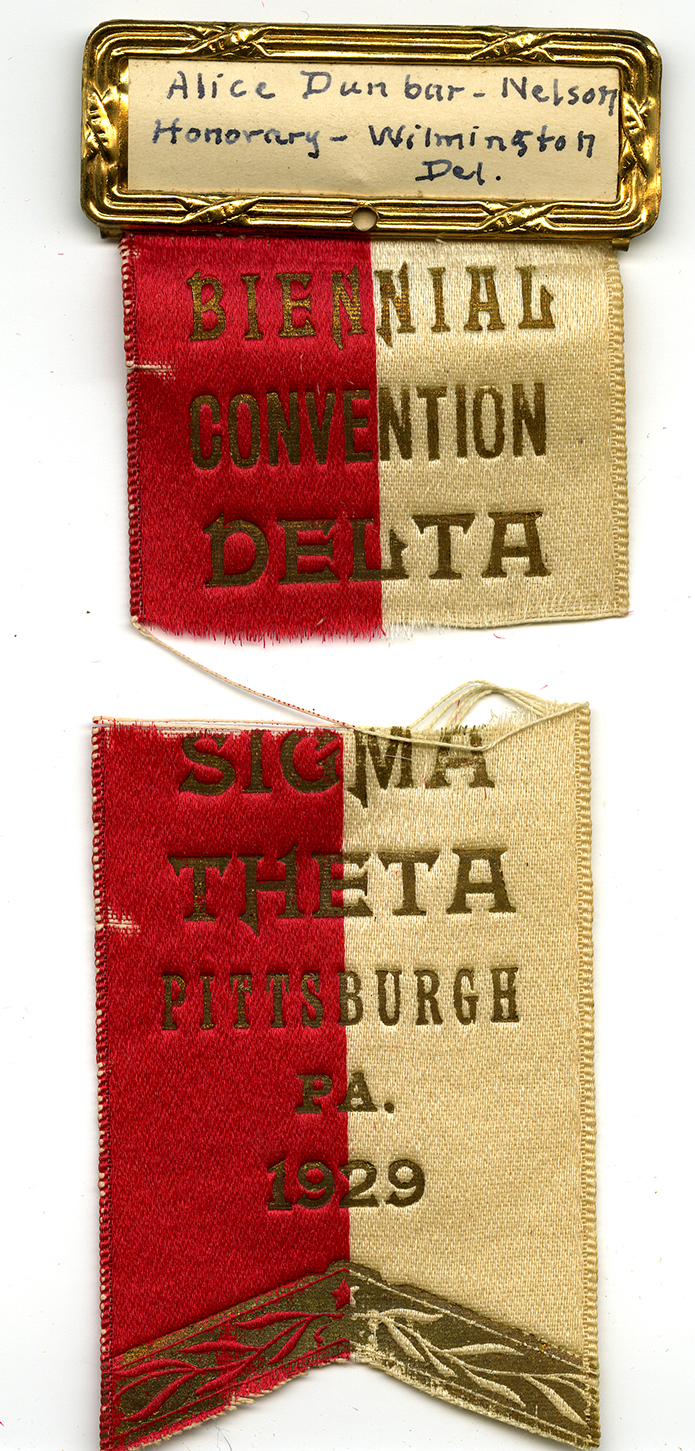 Alice Dunbar-Nelson
Honorary- Wilmington
Del.
BIENNIAL
CONVENTION
DELTA
SIGMA
THETA
PITTSBURGH
PA.
1929